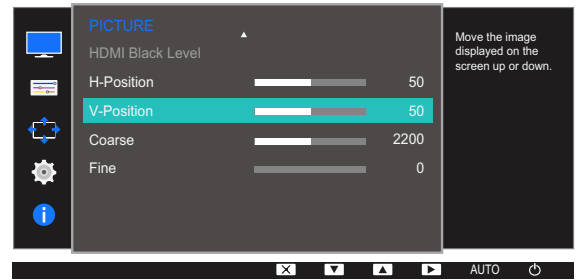 PICTURE
HDMI Black Level
H-Position 50
V-Position 50
Coarse 2200
Fine 0
Move the image
displayed on the
screen up or down.
AUTO